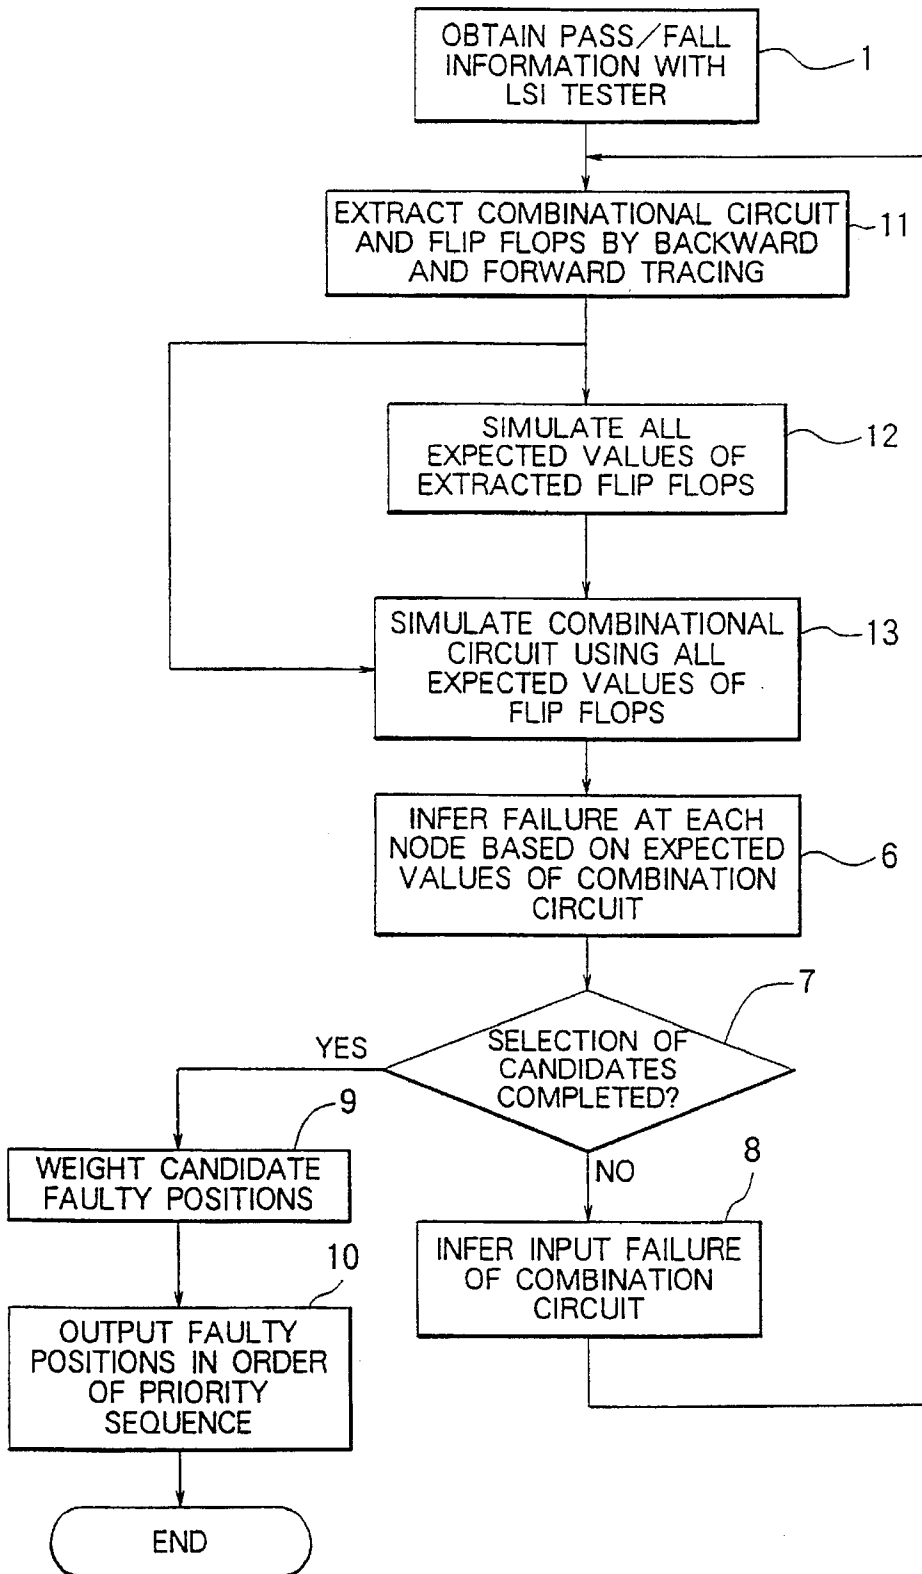 OBTAIN PASS/FALL
INFORMATION WITH
LSI TESTER
1
EXTRACT COMBINATIONAL CIRCUIT
AND FLIP FLOPS BY BACKWARD
AND FORWARD TRACING
11
SIMULATE ALL
EXPECTED VALUES OF
EXTRACTED FLIP FLOPS
12
SIMULATE COMBINATIONAL
CIRCUIT USING ALL
EXPECTED VALUES OF
FLIP FLOPS
13
INFER FAILURE AT EACH
NODE BASED ON EXPECTED
VALUES OF COMBINATION
CIRCUIT
6
7
SELECTION OF
CANDIDATES
COMPLETED?
YES
NO
9
WEIGHT CANDIDATE
FAULTY POSITIONS
8
INFER INPUT FAILURE
OF COMBINATION
CIRCUIT
10
OUTPUT FAULTY
POSITIONS IN ORDER
OF PRIORITY
SEQUENCE
END